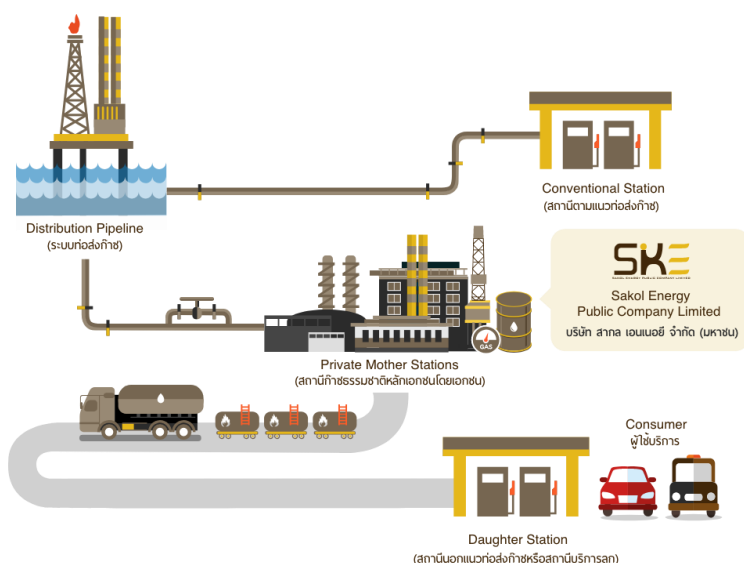 Conventional Station
(สถานีตามแนวท่อส่งก๊าซ)
Distribution Pipeline
(ระบบท่อส่งก๊าซ)
SKE
SAKOL ENERGY PUBLIC COMPANY LIMITED
Sakol Energy
Public Company Limited
บริษัท สากล เอนเนอยี จำกัด (มหาชน)
GAS
Private Mother Stations
(สถานีก๊าซธรรมชาติหลักเอกชนโดยเอกชน)
Consumer
ผู้ใช้บริการ
Daughter Station
(สถานีนอกแนวท่อส่งก๊าซหรือสถานีบริการลูก)